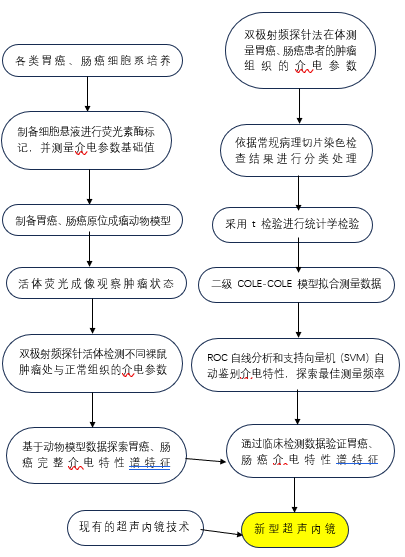 各类胃癌、肠癌细胞系培养
制备细胞悬液进行荧光素酶标
记，并测量介电参数基础值
制备胃癌、肠癌原位成瘤动物模型
活体荧光成像观察肿瘤状态
双极射频探针活体检测不同裸鼠
肿瘤处与正常组织的介电参数
基于动物模型数据探索胃癌、肠
癌完整介电特性谱特征
双极射频探针法在体测
量胃癌、肠癌患者的肿瘤
组织的介电参数
依据常规病理切片染色检
查结果进行分类处理
采用 t 检验进行统计学检验
二级 COLE-COLE 模型拟合测量数据
ROC 自线分析和支持向量机（SVM）自
动鉴别介电特性，探索最佳测量频率
通过临床检测数据验证胃癌、
肠癌介电特性谱特征
现有的超声内镜技术
新型超声内镜